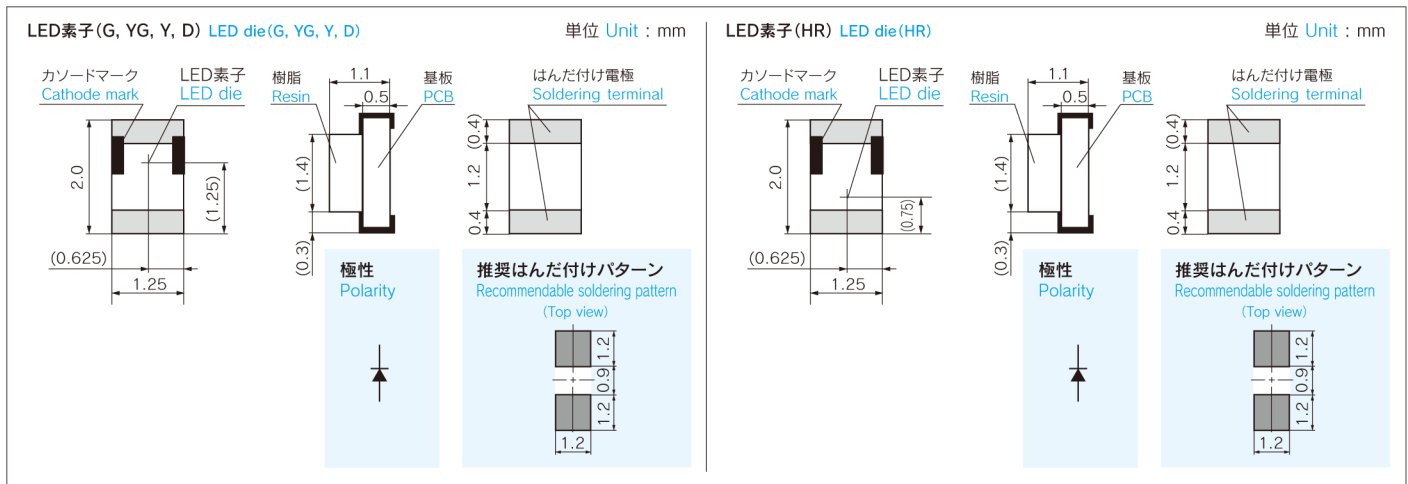 LED素子(G, YG, Y, D) LED die(G, YG, Y, D)
単位 Unit : mm
カソードマーク
Cathode mark
LED素子
LED die
2.0
(1.25)
(0.625)
1.25
樹脂
Resin
1.1
0.5
基板
PCB
(1.4)
(0.3)
はんだ付け電極
Soldering terminal
(0.4)
1.2
0.4
極性
Polarity
推奨はんだ付けパターン
Recommendable soldering pattern
(Top view)
1.2
0.9
1.2
1.2
LED素子(HR) LED die(HR)
単位 Unit : mm
カソードマーク
Cathode mark
LED素子
LED die
2.0
(0.75)
(0.625)
1.25
樹脂
Resin
1.1
0.5
基板
PCB
(1.4)
(0.3)
はんだ付け電極
Soldering terminal
(0.4)
1.2
0.4
極性
Polarity
推奨はんだ付けパターン
Recommendable soldering pattern
(Top view)
1.2
0.9
1.2
1.2